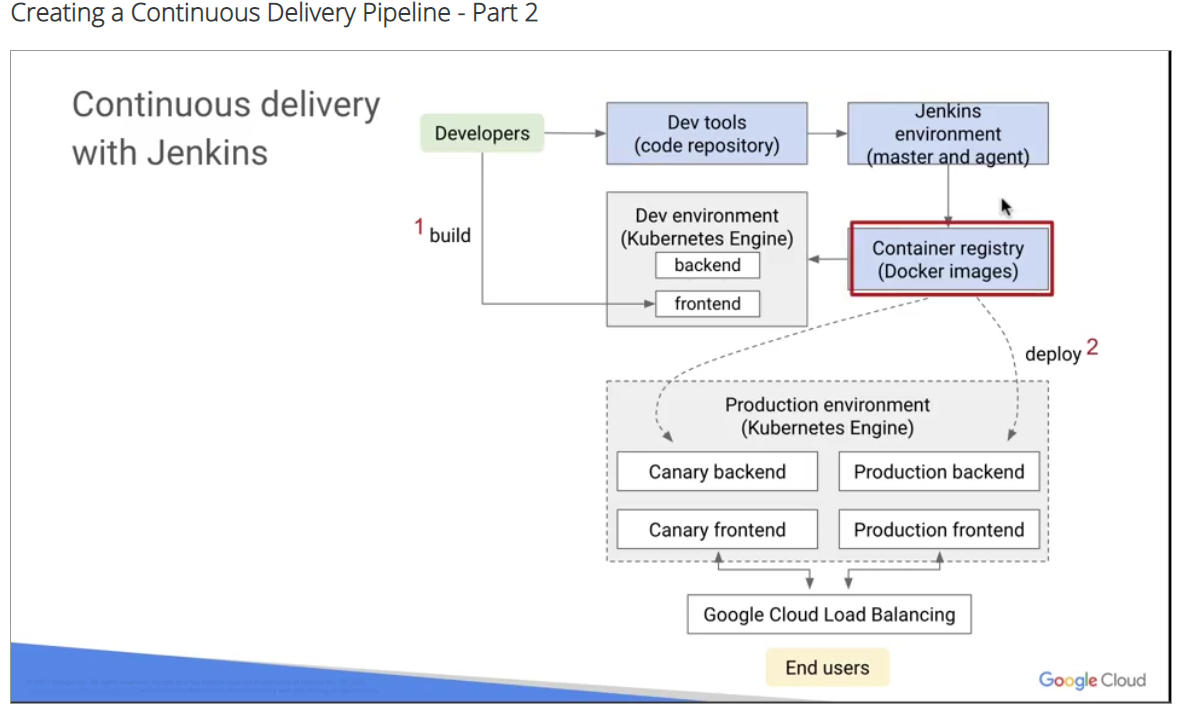 Creating a Continuous Delivery Pipeline - Part 2
Continuous delivery
with Jenkins
Developers
Dev tools
(code repository)
Jenkins
environment
(master and agent)
1 build
Dev environment
(Kubernetes Engine)
backend
frontend
Container registry
(Docker images)
deploy 2
Production environment
(Kubernetes Engine)
Canary backend
Production backend
Canary frontend
Production frontend
Google Cloud Load Balancing
End users
Google Cloud